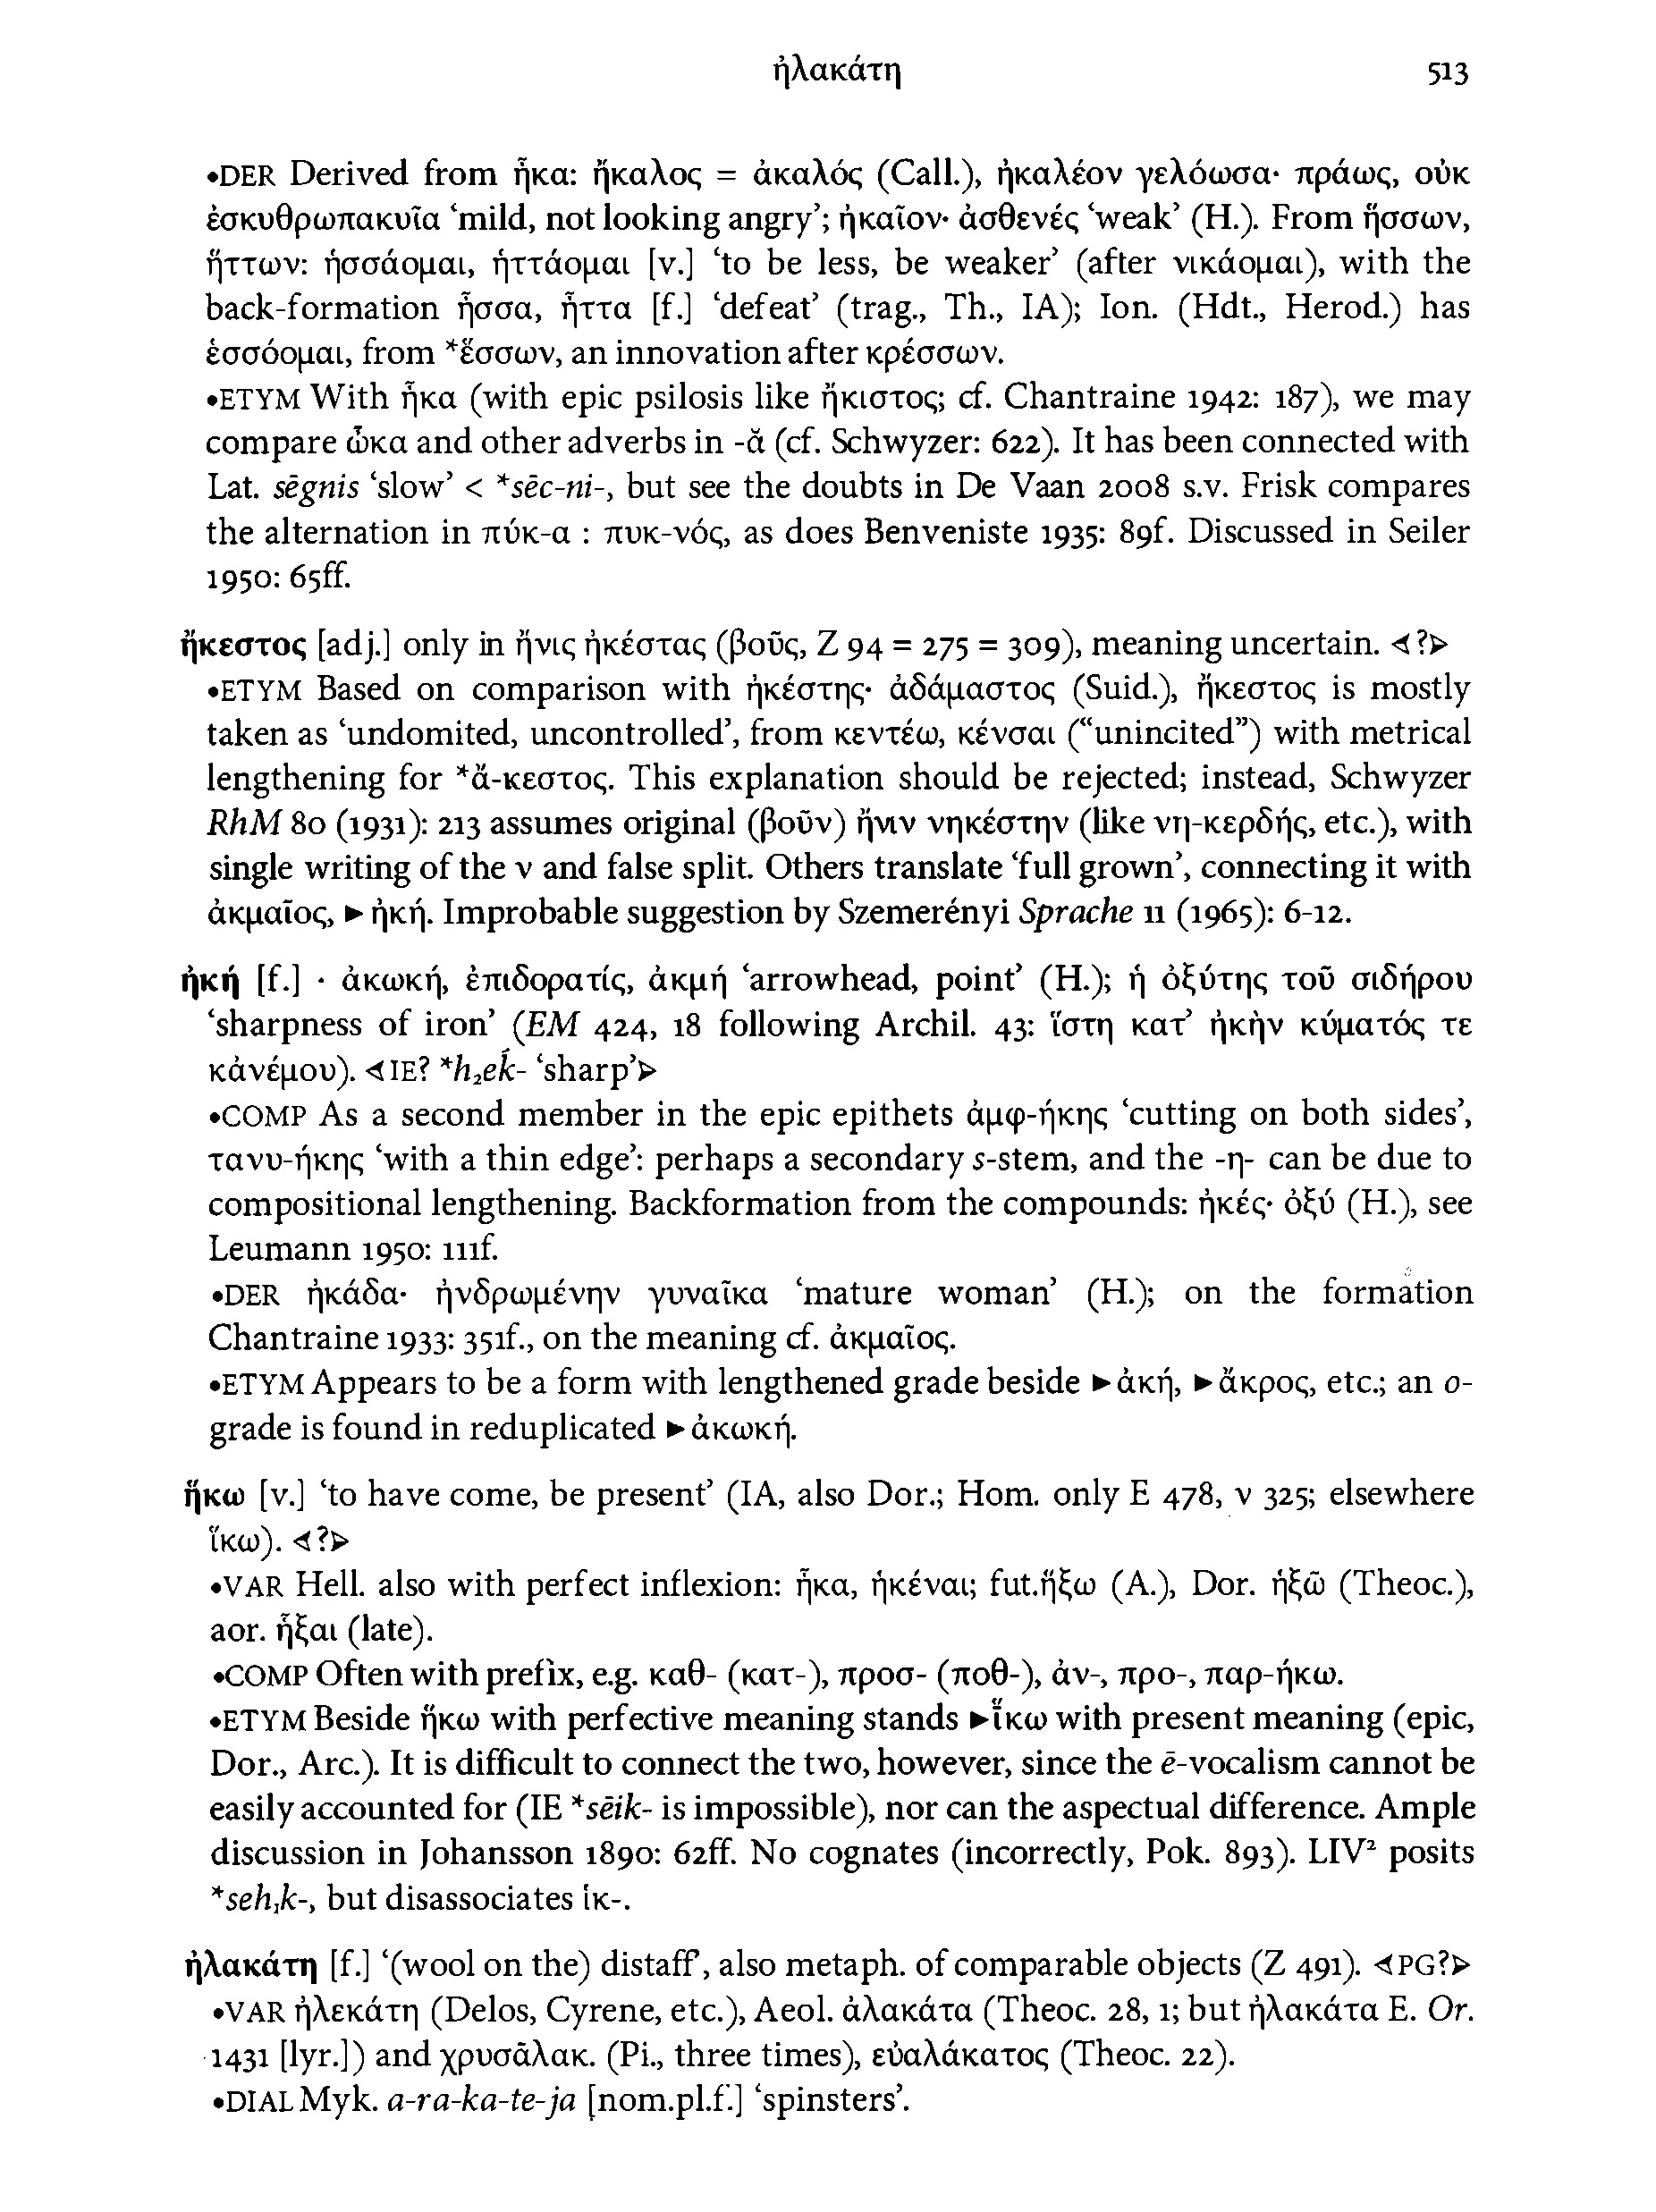 ἠλακάτη 513
•DER Derived from ἦκα: ἤκαλος = ἀκαλός (Call.), ἠκαλέον γελόωσα· πράως, οὐκ
ἐσκυθρωπακυῖα ‘mild, not looking angry’; ἠκαῖον· ἀσθενές ‘weak’ (H.). From ἥσσων,
ἥττων: ἡσσάομαι, ἡττάομαι [v.] ‘to be less, be weaker’ (after νικάομαι), with the
back-formation ἧσσα, ἧττα [f.] ‘defeat’ (trag., Th., IA); Ion. (Hdt., Herod.) has
ἑσσόομαι, from *ἕσσων, an innovation after κρέσσων.
•ETYM With ἦκα (with epic psilosis like ἤκιστος; cf. Chantraine 1942: 187), we may
compare ὦκα and other adverbs in -ᾰ (cf. Schwyzer: 622). It has been connected with
Lat. sēgnis ‘slow’ < *sēc-ni-, but see the doubts in De Vaan 2008 s.v. Frisk compares
the alternation in πύκ-α : πυκ-νός, as does Benveniste 1935: 89f. Discussed in Seiler
1950: 65ff.
ἤκεστος [adj.] only in ἤνις ἠκέστας (βοῦς, Z 94 = 275 = 309), meaning uncertain. ⊲?⊳
•ETYM Based on comparison with ἠκέστης· ἀδάμαστος (Suid.), ἤκεστος is mostly
taken as ‘undomited, uncontrolled’, from κεντέω, κένσαι (“unincited”) with metrical
lengthening for *ἄ-κεστος. This explanation should be rejected; instead, Schwyzer
RhM 80 (1931): 213 assumes original (βοῦν) ἤνιν νηκέστην (like νη-κερδής, etc.), with
single writing of the ν and false split. Others translate ‘full grown’, connecting it with
ἀκμαῖος, ►ἠκή. Improbable suggestion by Szemerényi Sprache 11 (1965): 6-12.
ἠκή [f.] · ἀκωκή, ἐπιδορατίς, ἀκμή ‘arrowhead, point’ (H.); ἡ ὀξύτης τοῦ σιδήρου
‘sharpness of iron’ (EM 424, 18 following Archil. 43: ἵστη κατ’ ἠκὴν κύματός τε
κἀνέμου). ⊲IE? *h₂eḱ- ‘sharp’⊳
•COMP As a second member in the epic epithets ἀμφ-ήκης ‘cutting on both sides’,
τανυ-ήκης ‘with a thin edge’: perhaps a secondary s-stem, and the -η- can be due to
compositional lengthening. Backformation from the compounds: ἠκές· ὀξύ (H.), see
Leumann 1950: 111f.
•DER ἠκάδα· ἠνδρωμένην γυναῖκα ‘mature woman’ (H.); on the formation
Chantraine 1933: 351f., on the meaning cf. ἀκμαῖος.
•ETYM Appears to be a form with lengthened grade beside ►ἀκή, ►ἄκρος, etc.; an o-
grade is found in reduplicated ►ἀκωκή.
ἥκω [v.] ‘to have come, be present’ (IA, also Dor.; Hom. only E 478, ν 325; elsewhere
ἵκω). ⊲?⊳
•VAR Hell. also with perfect inflexion: ἧκα, ἡκέναι; fut.ἥξω (A.), Dor. ἡξῶ (Theoc.),
aor. ἧξαι (late).
•COMP Often with prefix, e.g. καθ- (κατ-), προσ- (ποθ-), ἀν-, προ-, παρ-ήκω.
•ETYM Beside ἥκω with perfective meaning stands ►ἵ̄κω with present meaning (epic,
Dor., Arc.). It is difficult to connect the two, however, since the ē-vocalism cannot be
easily accounted for (IE *sēik- is impossible), nor can the aspectual difference. Ample
discussion in Johansson 1890: 62ff. No cognates (incorrectly, Pok. 893). LIV² posits
*seh₁k-, but disassociates ἱκ-.
ἠλακάτη [f.] ‘(wool on the) distaff’, also metaph. of comparable objects (Z 491). ⊲PG?⊳
•VAR ἠλεκάτη (Delos, Cyrene, etc.), Aeol. ἀλακάτα (Theoc. 28, 1; but ἠλακάτα E. Or.
1431 [lyr.]) and χρυσᾱλακ. (Pi., three times), εὐαλάκατος (Theoc. 22).
•DIAL Myk. a-ra-ka-te-ja [nom.pl.f.] ‘spinsters’.